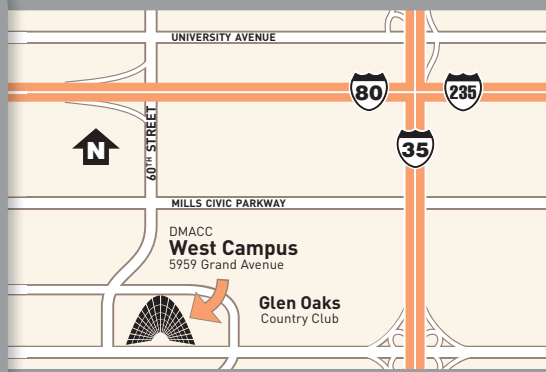 UNIVERSITY AVENUE
80
235
35
N
60TH STREET
MILLS CIVIC PARKWAY
DMACC
West Campus
5959 Grand Avenue
Glen Oaks
Country Club